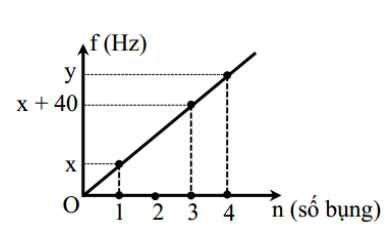 f (Hz)
y
x + 40
x
O
1 2 3 4 n (số bụng)